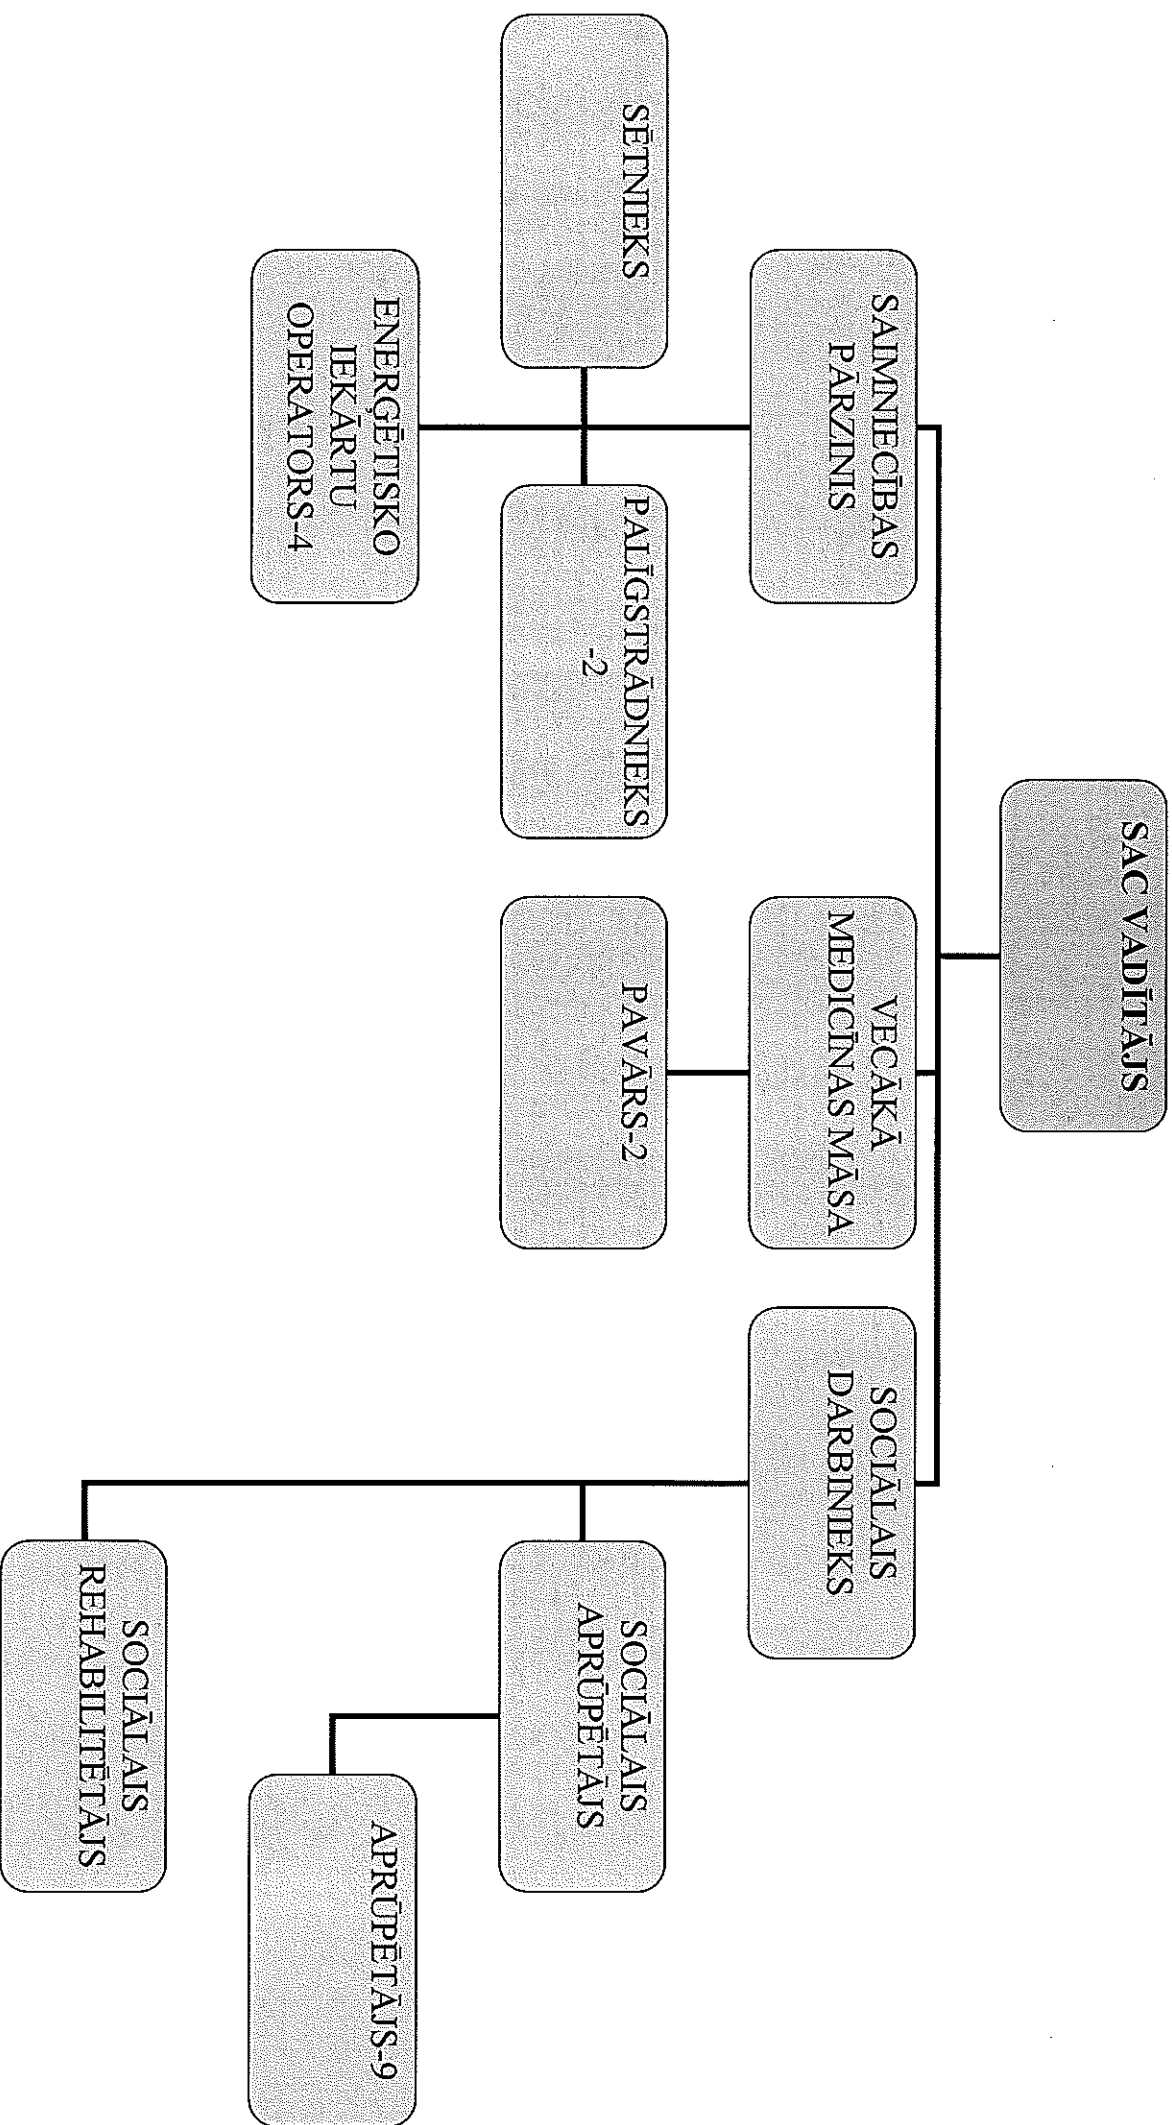 SAC VADĪTĀJS
SAIMNIECĪBAS
PĀRZINIS
VECĀKĀ
MEDICĪNAS MĀSA
SOCIĀLAIS
DARBINIEKS
SĒTNIEKS
PALĪGSTRĀDNIEKS
-2
PAVĀRS-2
SOCIĀLAIS
APRŪPĒTĀJS
ENERĢĒTISKO
IEKĀRTU
OPERATORS-4
APRŪPĒTĀJS-9
SOCIĀLAIS
REHABILITĒTĀJS